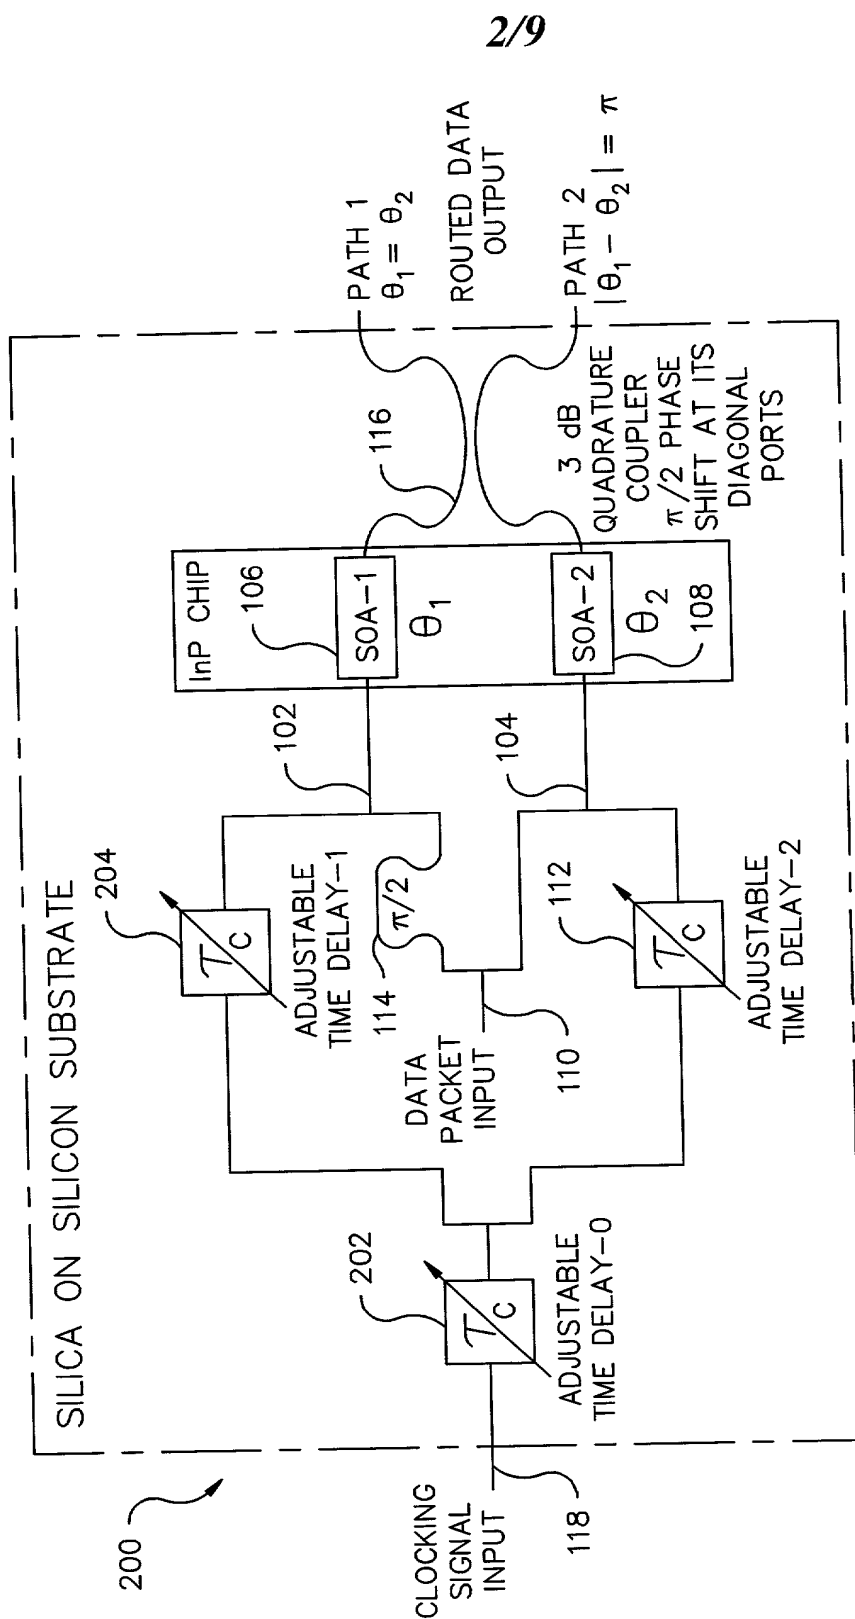 2/9
200
SILICA ON SILICON SUBSTRATE
CLOCKING
SIGNAL
INPUT
118
202
τ
C
ADJUSTABLE
TIME DELAY-0
204
τ
C
ADJUSTABLE
TIME DELAY-1
114
π/2
DATA
PACKET
INPUT
110
112
τ
C
ADJUSTABLE
TIME DELAY-2
102
104
InP CHIP
106
SOA-1
θ1
SOA-2
θ2
108
116
3 dB
QUADRATURE
COUPLER
π/2 PHASE
SHIFT AT ITS
DIAGONAL
PORTS
PATH 1
θ1 = θ2
ROUTED DATA
OUTPUT
PATH 2
|θ1 - θ2| = π